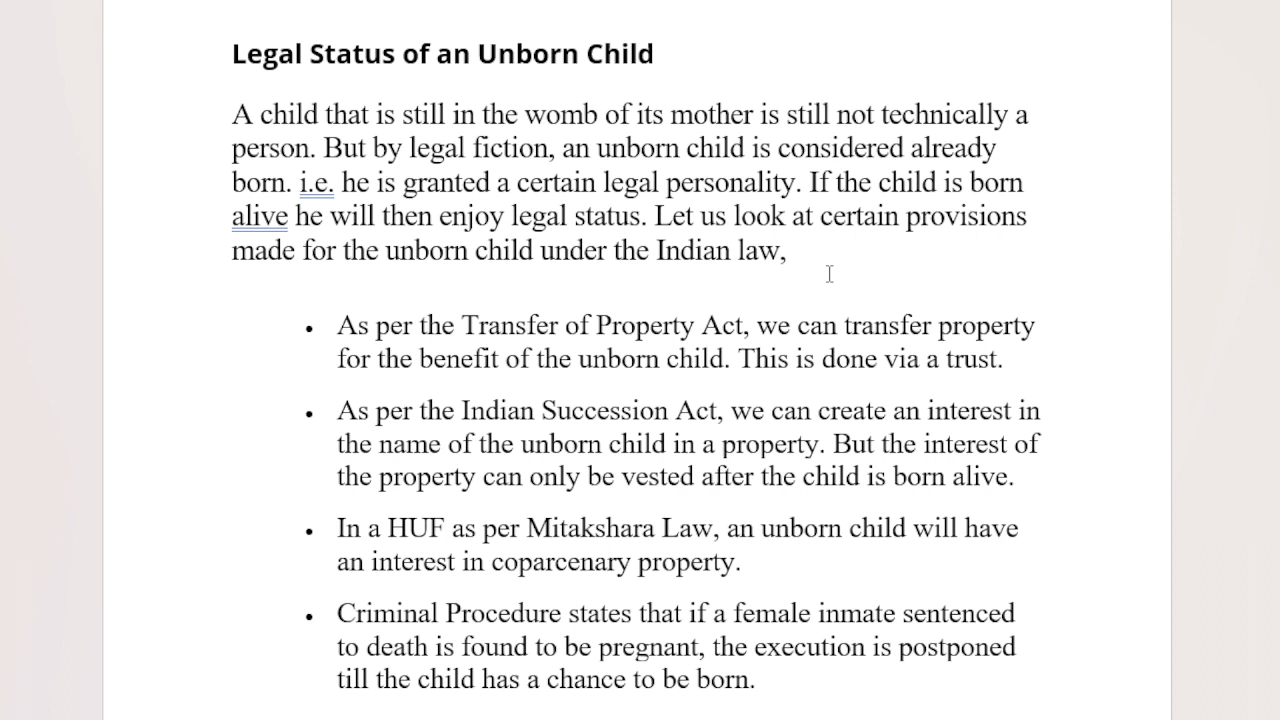 Legal Status of an Unborn Child
A child that is still in the womb of its mother is still not technically a
person. But by legal fiction, an unborn child is considered already
born. i.e. he is granted a certain legal personality. If the child is born
alive he will then enjoy legal status. Let us look at certain provisions
made for the unborn child under the Indian law,
• As per the Transfer of Property Act, we can transfer property
for the benefit of the unborn child. This is done via a trust.
• As per the Indian Succession Act, we can create an interest in
the name of the unborn child in a property. But the interest of
the property can only be vested after the child is born alive.
• In a HUF as per Mitakshara Law, an unborn child will have
an interest in coparcenary property.
• Criminal Procedure states that if a female inmate sentenced
to death is found to be pregnant, the execution is postponed
till the child has a chance to be born.